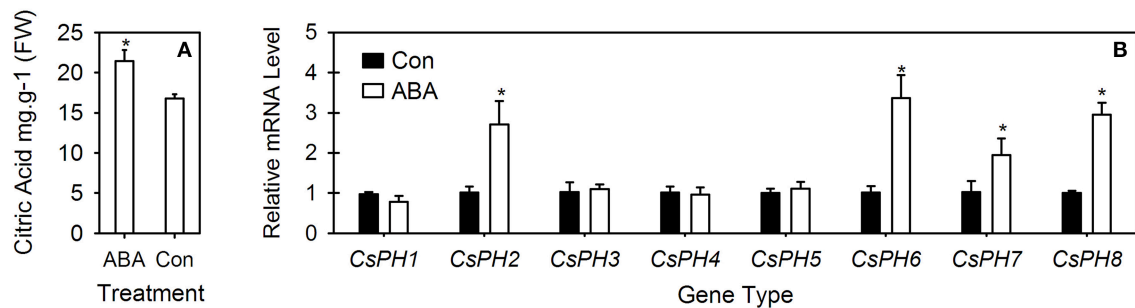 Citric Acid mg.g-1 (FW)
25
20
15
10
5
0
*
A
ABA Con
Treatment
Relative mRNA Level
5
4
3
2
1
0
Con
ABA
B
* * * *
CsPH1 CsPH2 CsPH3 CsPH4 CsPH5 CsPH6 CsPH7 CsPH8
Gene Type